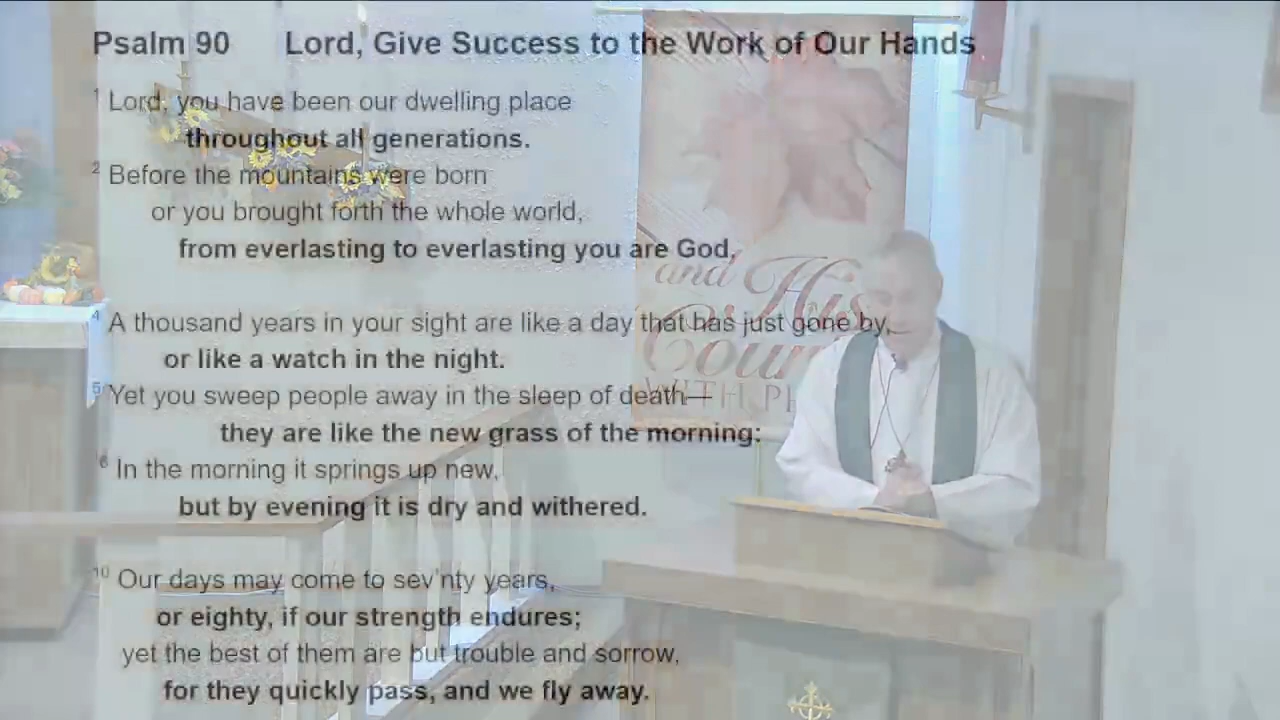 Psalm 90 Lord, Give Success to the Work of Our Hands
1 Lord, you have been our dwelling place
throughout all generations.
2 Before the mountains were born
or you brought forth the whole world,
from everlasting to everlasting you are God.
4 A thousand years in your sight are like a day that has just gone by,
or like a watch in the night.
5 Yet you sweep people away in the sleep of death—
they are like the new grass of the morning:
6 In the morning it springs up new,
but by evening it is dry and withered.
10 Our days may come to sev'nty years,
or eighty, if our strength endures;
yet the best of them are but trouble and sorrow,
for they quickly pass, and we fly away.
and His
WITH